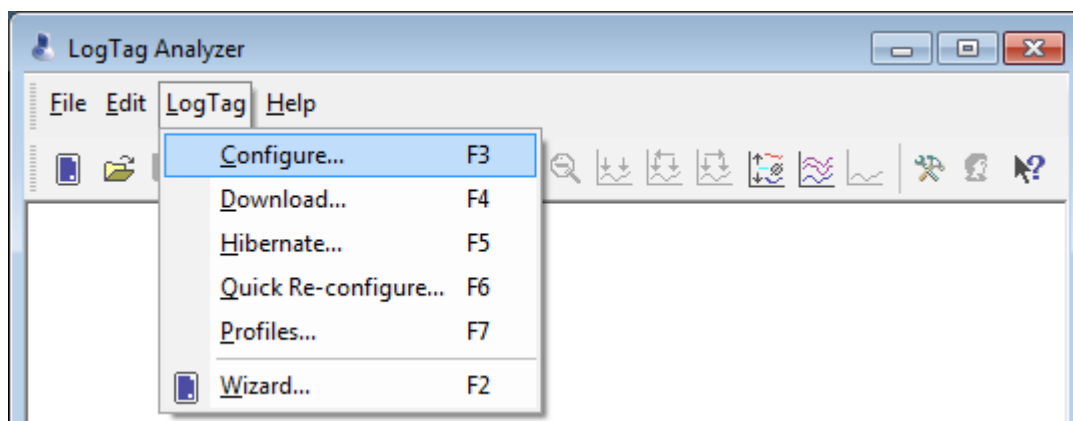 LogTag Analyzer
File Edit LogTag Help
Configure... F3
Download... F4
Hibernate... F5
Quick Re-configure... F6
Profiles... F7
Wizard... F2